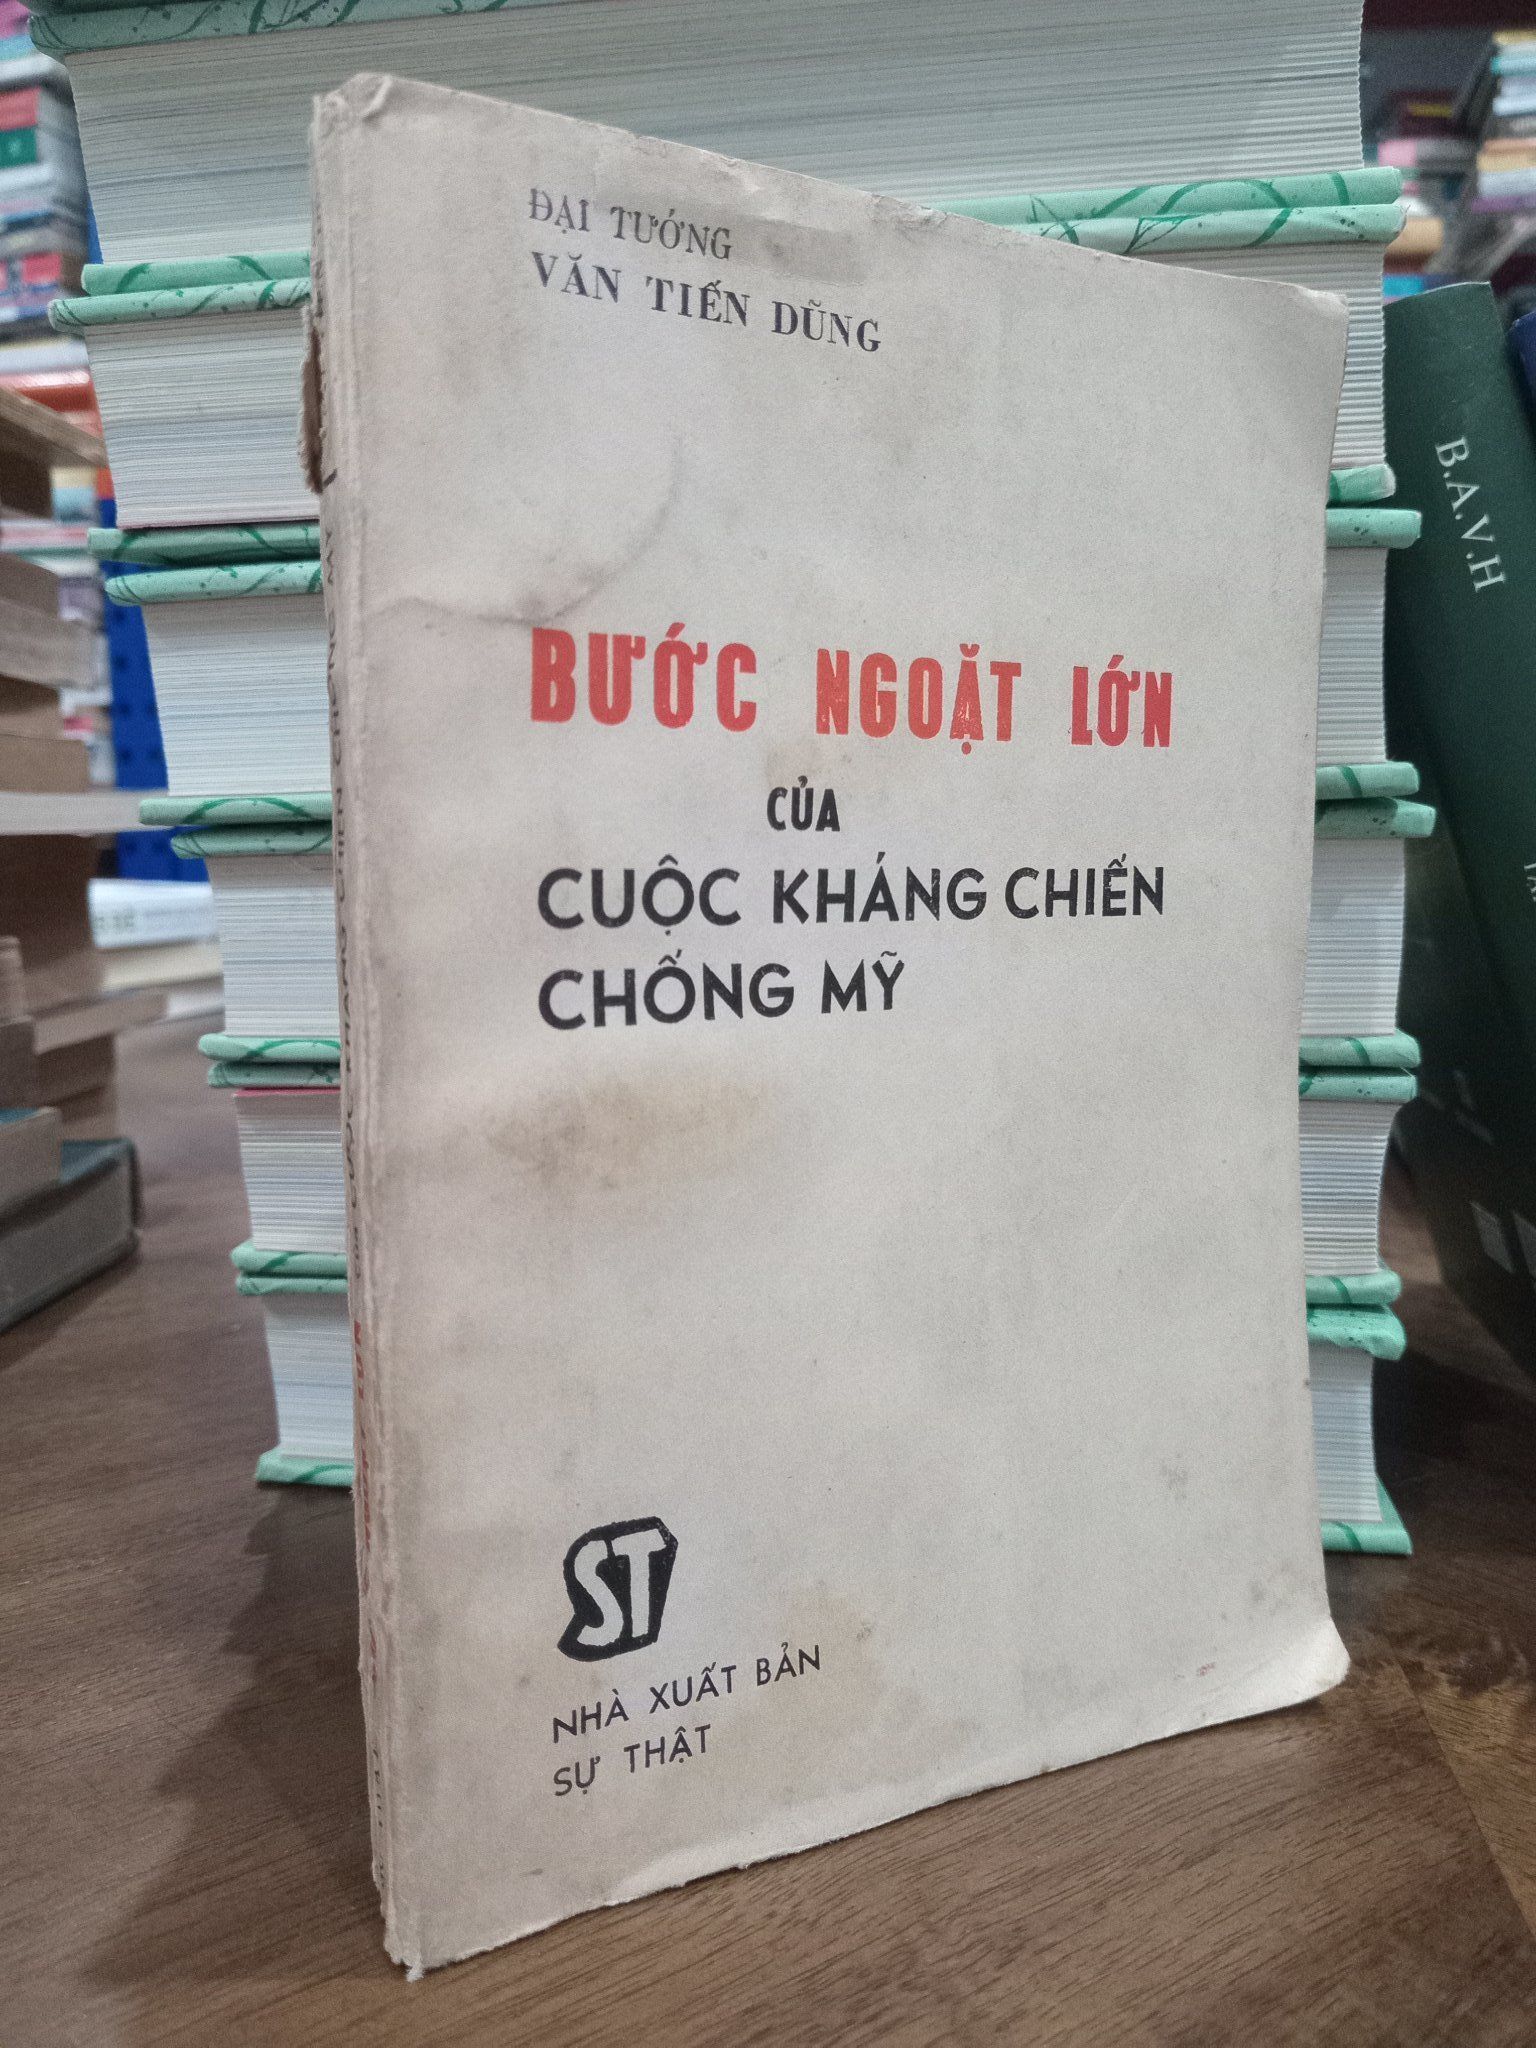 ĐẠI TƯỚNG
VĂN TIẾN DŨNG
BƯỚC NGOẶT LỚN
CỦA
CUỘC KHÁNG CHIẾN
CHỐNG MỸ
ST
NHÀ XUẤT BẢN
SỰ THẬT
B.A.V.H